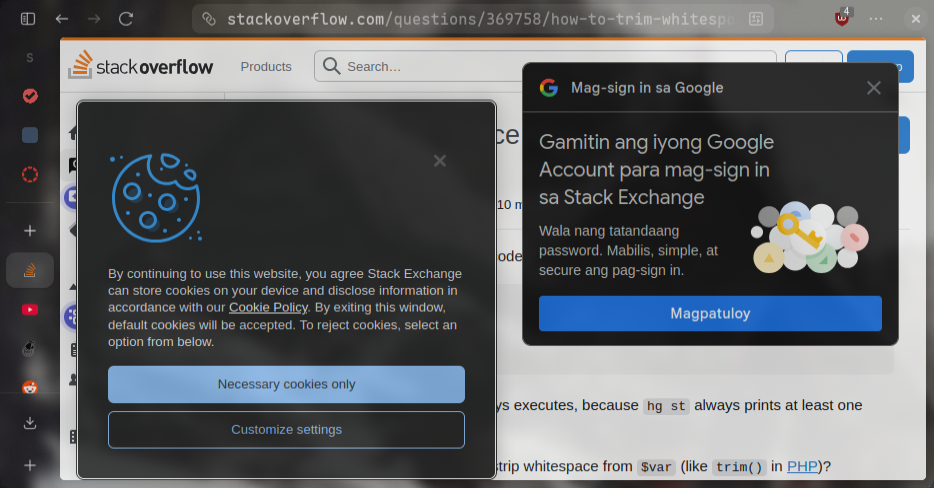 stackoverflow.com/questions/369758/how-to-trim-whitesp
4
S
stackoverflow
Products
Search…
Mag-sign in sa Google
Gamitin ang iyong Google
Account para mag-sign in
sa Stack Exchange
Wala nang tatandaang
password. Mabilis, simple, at
secure ang pag-sign in.
Magpatuloy
By continuing to use this website, you agree Stack Exchange
can store cookies on your device and disclose information in
accordance with our Cookie Policy. By exiting this window,
default cookies will be accepted. To reject cookies, select an
option from below.
Necessary cookies only
Customize settings
ce
10 m
ode
ys executes, because hg st always prints at least one
trip whitespace from $var (like trim() in PHP)?